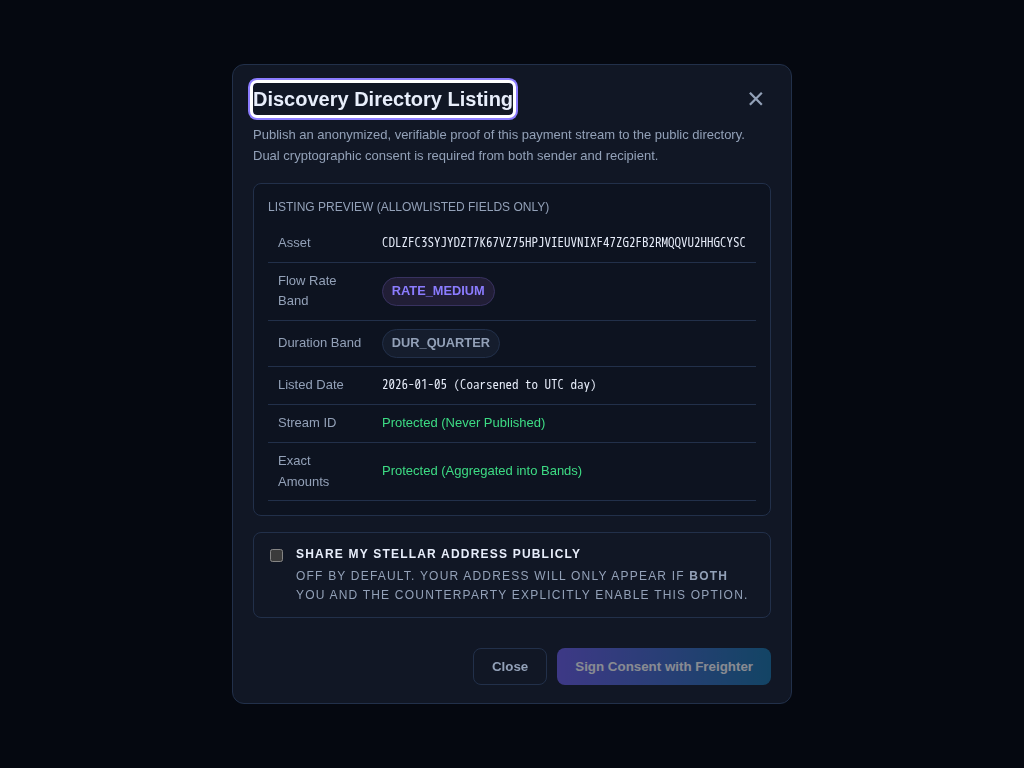 Discovery Directory Listing
Publish an anonymized, verifiable proof of this payment stream to the public directory.
Dual cryptographic consent is required from both sender and recipient.
LISTING PREVIEW (ALLOWLISTED FIELDS ONLY)
Asset CDLZFC3SYJYDZT7K67VZ75HPJVIEUVNIXF47ZG2FB2RMQQVU2HHGCYSC
Flow Rate
Band
RATE_MEDIUM
Duration Band DUR_QUARTER
Listed Date 2026-01-05 (Coarsened to UTC day)
Stream ID Protected (Never Published)
Exact
Amounts
Protected (Aggregated into Bands)
SHARE MY STELLAR ADDRESS PUBLICLY
OFF BY DEFAULT. YOUR ADDRESS WILL ONLY APPEAR IF BOTH
YOU AND THE COUNTERPARTY EXPLICITLY ENABLE THIS OPTION.
Close Sign Consent with Freighter